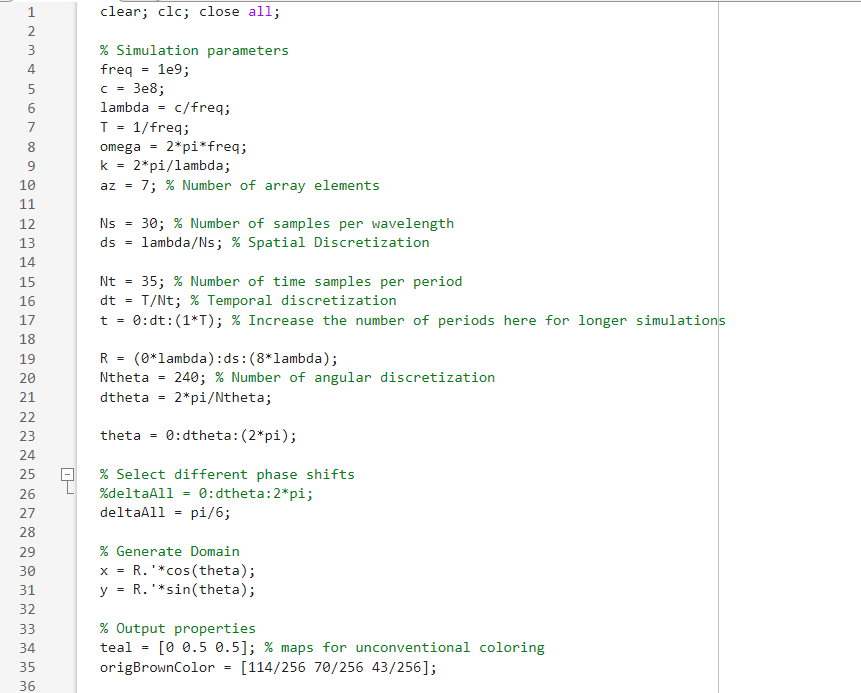 1 clear; clc; close all;
2
3 % Simulation parameters
4 freq = 1e9;
5 c = 3e8;
6 lambda = c/freq;
7 T = 1/freq;
8 omega = 2*pi*freq;
9 k = 2*pi/lambda;
10 az = 7; % Number of array elements
11
12 Ns = 30; % Number of samples per wavelength
13 ds = lambda/Ns; % Spatial Discretization
14
15 Nt = 35; % Number of time samples per period
16 dt = T/Nt; % Temporal discretization
17 t = 0:dt:(1*T); % Increase the number of periods here for longer simulations
18
19 R = (0*lambda):ds:(8*lambda);
20 Ntheta = 240; % Number of angular discretization
21 dtheta = 2*pi/Ntheta;
22
23 theta = 0:dtheta:(2*pi);
24
25 % Select different phase shifts
26 %deltaAll = 0:dtheta:2*pi;
27 deltaAll = pi/6;
28
29 % Generate Domain
30 x = R.'*cos(theta);
31 y = R.'*sin(theta);
32
33 % Output properties
34 teal = [0 0.5 0.5]; % maps for unconventional coloring
35 origBrownColor = [114/256 70/256 43/256];
36